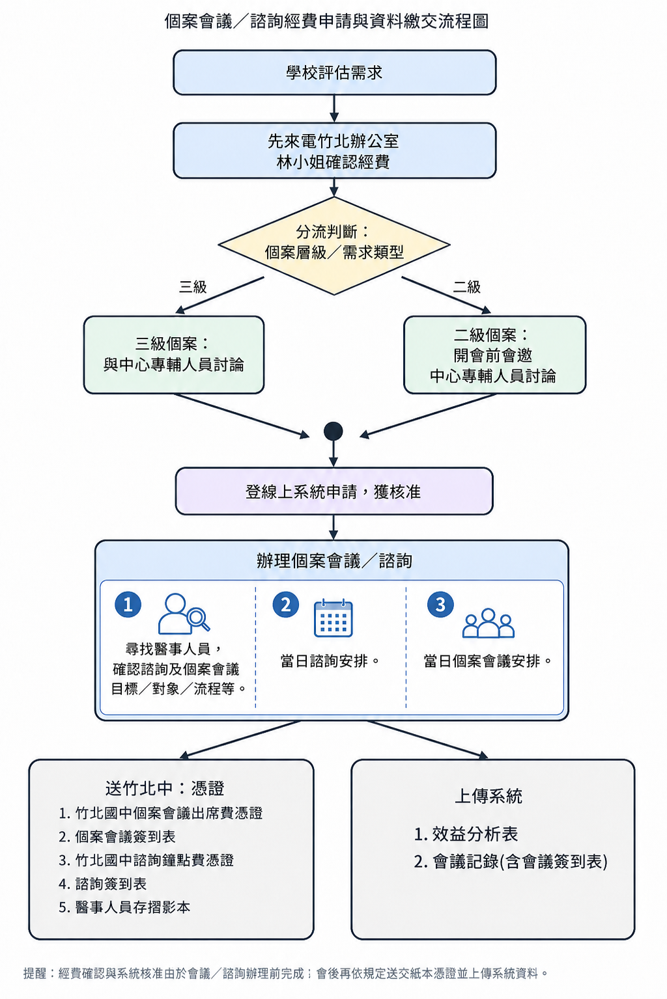 個案會議／諮詢經費申請與資料繳交流程圖
學校評估需求
先來電竹北辦公室
林小姐確認經費
分流判斷：
個案層級／需求類型
三級
二級
三級個案：
與中心專輔人員討論
二級個案：
開會前會邀
中心專輔人員討論
登線上系統申請，獲核准
辦理個案會議／諮詢
1
尋找醫事人員，
確認諮詢及個案會議
目標／對象／流程等。
2
當日諮詢安排。
3
當日個案會議安排。
送竹北中：憑證
1. 竹北國中個案會議出席費憑證
2. 個案會議簽到表
3. 竹北國中諮詢鐘點費憑證
4. 諮詢簽到表
5. 醫事人員存摺影本
上傳系統
1. 效益分析表
2. 會議記錄(含會議簽到表)
提醒：經費確認與系統核准由於會議／諮詢辦理前完成；會後再依規定送交紙本憑證並上傳系統資料。